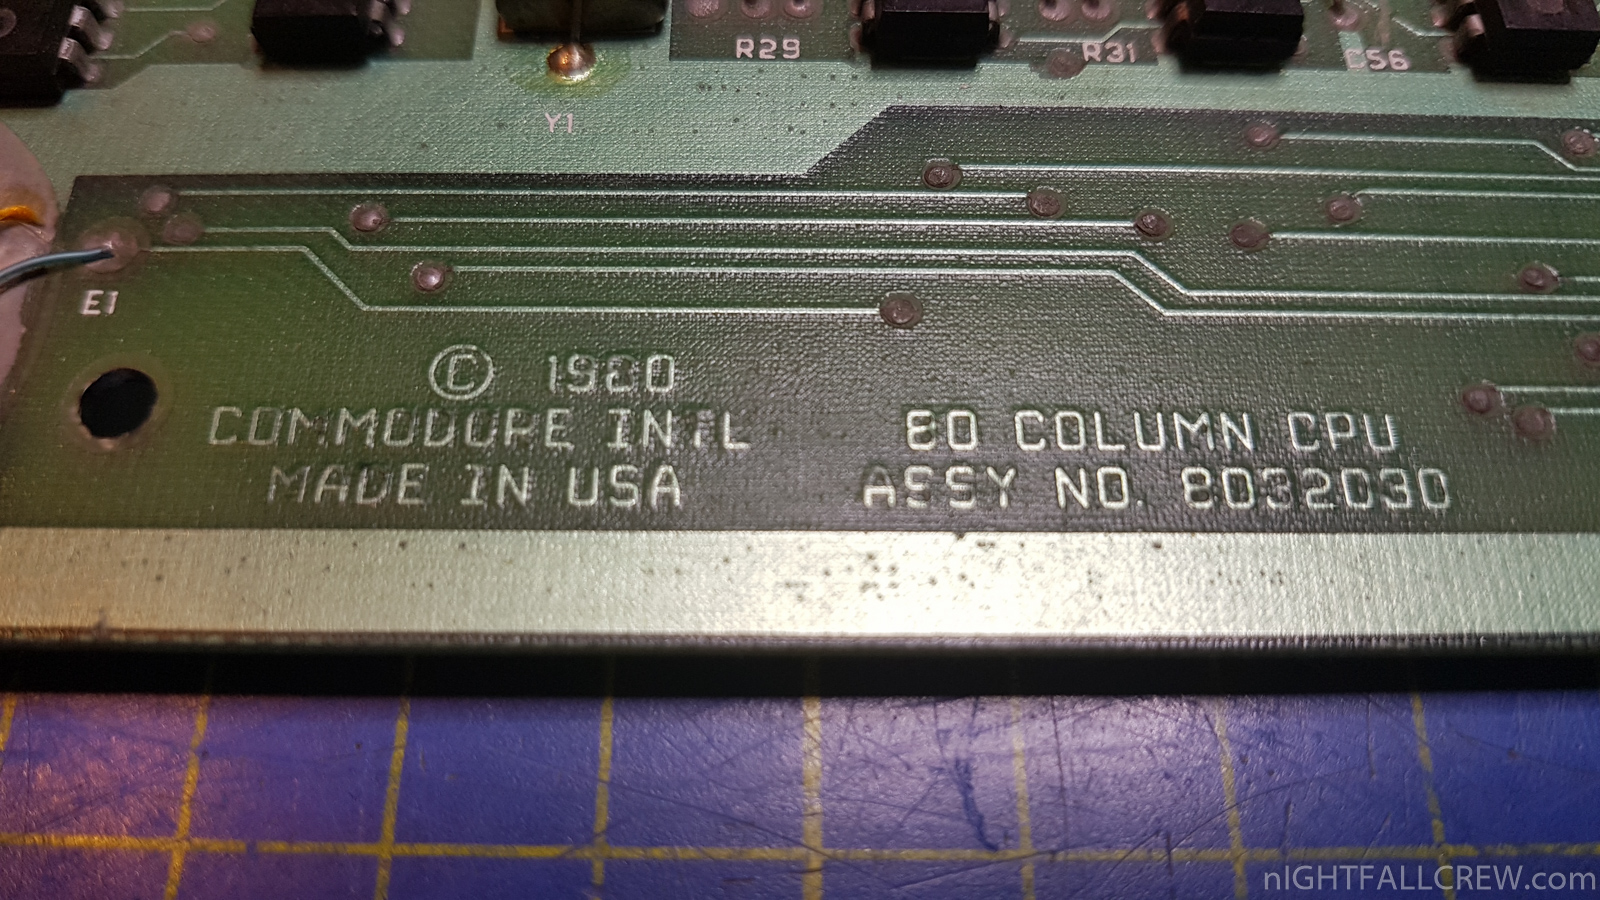 R29
R31
C56
Y1
E1
© 1980
COMMODORE INTL
MADE IN USA
80 COLUMN CPU
ASSY NO. 8032030
nIGHTFALLCREW.com